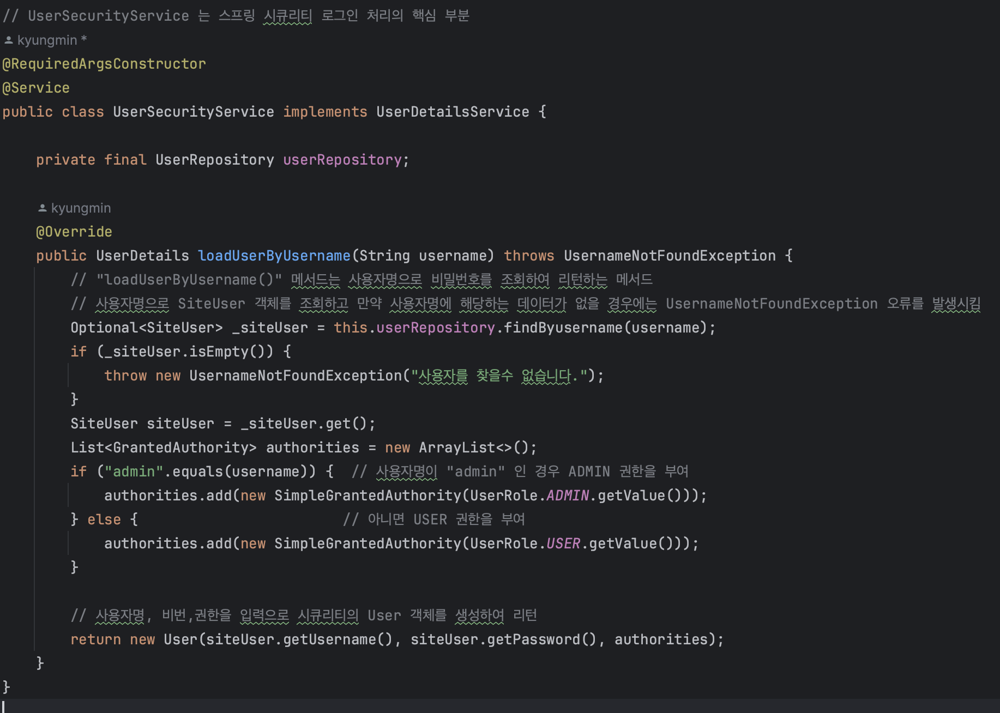 // UserSecurityService 는 스프링 시큐리티 로그인 처리의 핵심 부분
kyungmin *
@RequiredArgsConstructor
@Service
public class UserSecurityService implements UserDetailsService {
private final UserRepository userRepository;
kyungmin
@Override
public UserDetails loadUserByUsername(String username) throws UsernameNotFoundException {
// "loadUserByUsername()" 메서드는 사용자명으로 비밀번호를 조회하여 리턴하는 메서드
// 사용자명으로 SiteUser 객체를 조회하고 만약 사용자명에 해당하는 데이터가 없을 경우에는 UsernameNotFoundException 오류를 발생시킴
Optional<SiteUser> _siteUser = this.userRepository.findByusername(username);
if (_siteUser.isEmpty()) {
throw new UsernameNotFoundException("사용자를 찾을수 없습니다.");
}
SiteUser siteUser = _siteUser.get();
List<GrantedAuthority> authorities = new ArrayList<>();
if ("admin".equals(username)) {  // 사용자명이 "admin" 인 경우 ADMIN 권한을 부여
authorities.add(new SimpleGrantedAuthority(UserRole.ADMIN.getValue()));
} else {                        // 아니면 USER 권한을 부여
authorities.add(new SimpleGrantedAuthority(UserRole.USER.getValue()));
}
// 사용자명, 비번,권한을 입력으로 시큐리티의 User 객체를 생성하여 리턴
return new User(siteUser.getUsername(), siteUser.getPassword(), authorities);
}
}